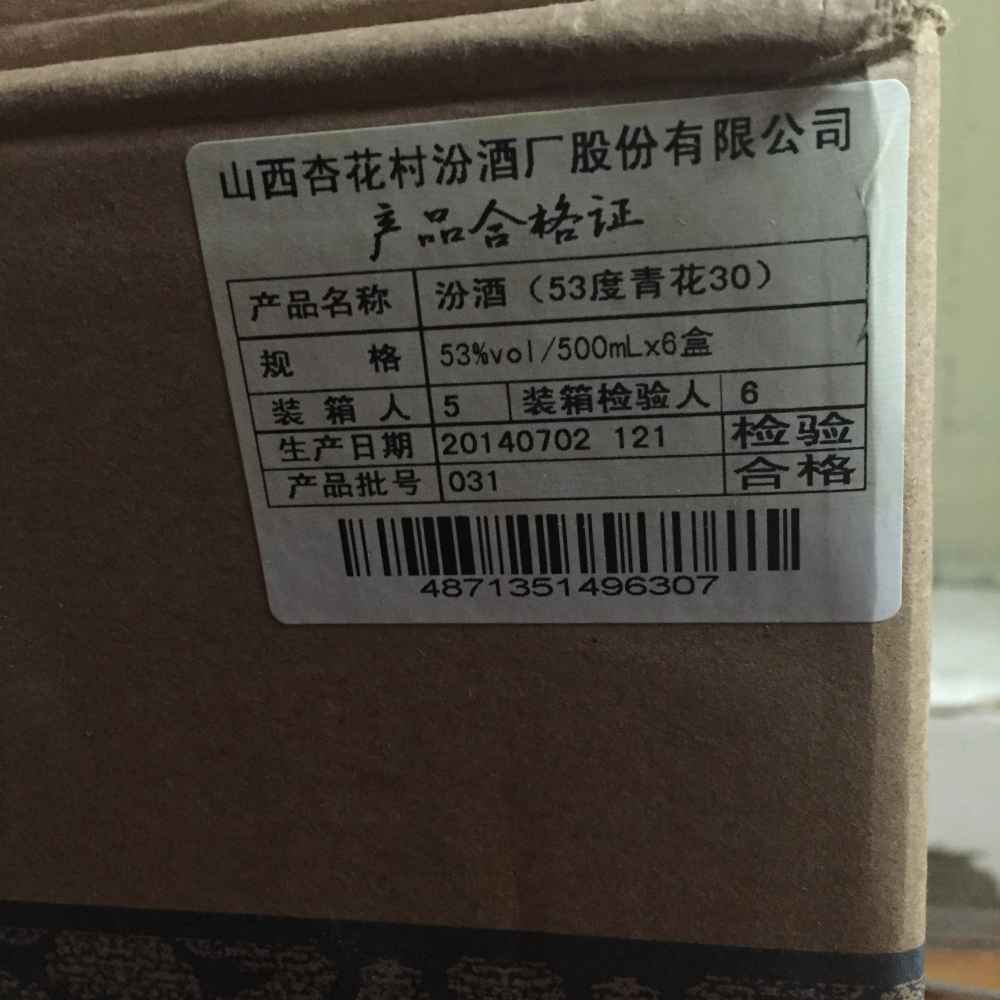 山西杏花村汾酒厂股份有限公司
产品合格证
产品名称 汾酒（53度青花30）
规 格 53%vol/500mLx6盒
装 箱 人 5 装箱检验人 6
生产日期 20140702 121 检验
产品批号 031 合格
4871351496307